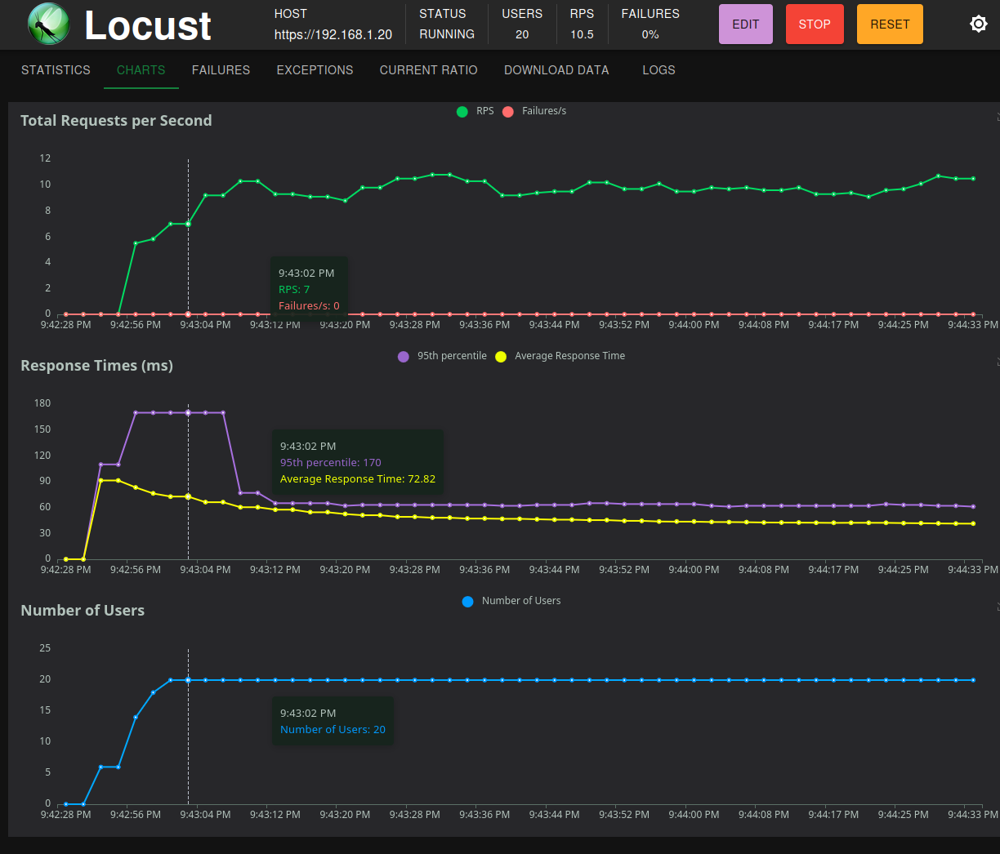 Locust
HOST
https://192.168.1.20
STATUS
RUNNING
USERS
20
RPS
10.5
FAILURES
0%
EDIT
STOP
RESET
STATISTICS CHARTS FAILURES EXCEPTIONS CURRENT RATIO DOWNLOAD DATA LOGS
Total Requests per Second
RPS Failures/s
12
10
8
6
4
2
0
9:43:02 PM
RPS: 7
Failures/s: 0
9:42:28 PM 9:42:56 PM 9:43:04 PM 9:43:12 PM 9:43:20 PM 9:43:28 PM 9:43:36 PM 9:43:44 PM 9:43:52 PM 9:44:00 PM 9:44:08 PM 9:44:17 PM 9:44:25 PM 9:44:33 PM
Response Times (ms)
95th percentile Average Response Time
180
150
120
90
60
30
0
9:43:02 PM
95th percentile: 170
Average Response Time: 72.82
9:42:28 PM 9:42:56 PM 9:43:04 PM 9:43:12 PM 9:43:20 PM 9:43:28 PM 9:43:36 PM 9:43:44 PM 9:43:52 PM 9:44:00 PM 9:44:08 PM 9:44:17 PM 9:44:25 PM 9:44:33 PM
Number of Users
Number of Users
25
20
15
10
5
0
9:43:02 PM
Number of Users: 20
9:42:28 PM 9:42:56 PM 9:43:04 PM 9:43:12 PM 9:43:20 PM 9:43:28 PM 9:43:36 PM 9:43:44 PM 9:43:52 PM 9:44:00 PM 9:44:08 PM 9:44:17 PM 9:44:25 PM 9:44:33 PM